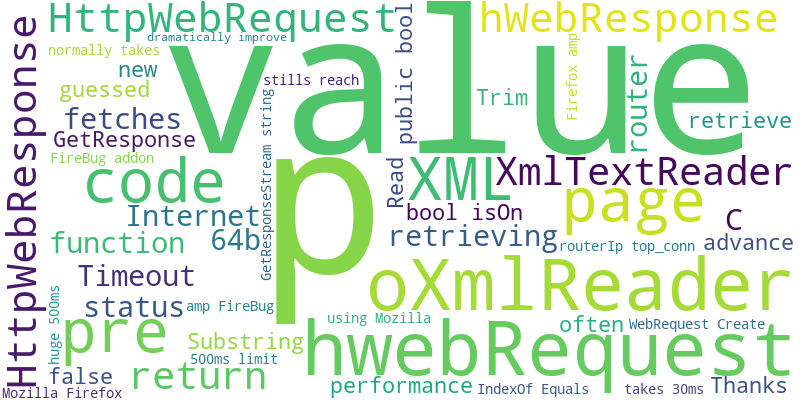 HttpWebRequest
hWebResponse
dramatically improve
normally takes
new
stills reach
guessed
fetches
GetResponse
FireBug addon
HttpWebResponse
value
public bool
Firefox amp
router
Trim
retrieve
Read
GetResponseStream string
code
XML
XmlTextReader
page
C
bool isOn
Internet
64b
function
retrieving
routerIp top_conn
advance
p
Timeout
status
amp FireBug
oXmlReader
huge 500ms
pre
Substring
using Mozilla
hwebRequest
often
WebRequest Create
500ms limit
false
return
performance
IndexOf Equals
takes 30ms
Thanks
Mozilla Firefox